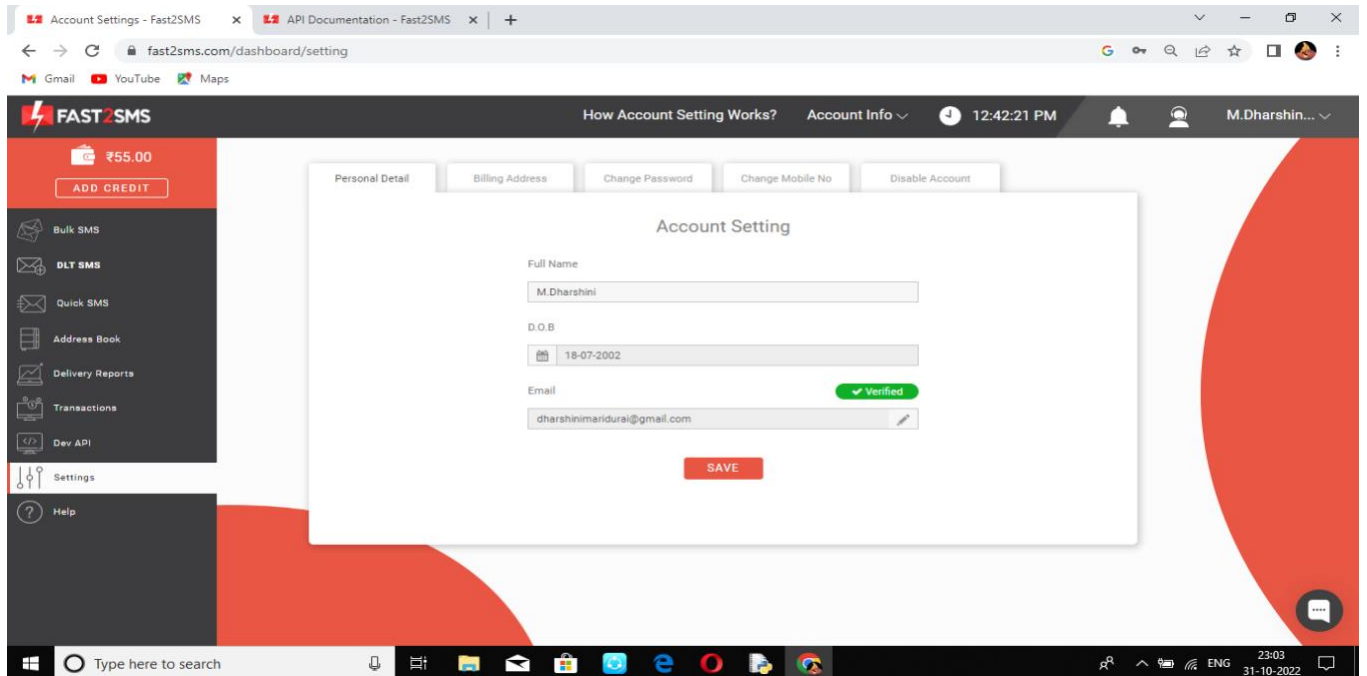 Account Settings - Fast2SMS
API Documentation - Fast2SMS
fast2sms.com/dashboard/setting
Gmail YouTube Maps
FAST2SMS
How Account Setting Works? Account Info 12:42:21 PM M.Dharshin...
₹55.00
ADD CREDIT
Bulk SMS
DLT SMS
Quick SMS
Address Book
Delivery Reports
Transactions
Dev API
Settings
Help
Personal Detail Billing Address Change Password Change Mobile No Disable Account
Account Setting
Full Name
M.Dharshini
D.O.B
18-07-2002
Email
Verified
dharshinimaridurai@gmail.com
SAVE
Type here to search
ENG
23:03
31-10-2022